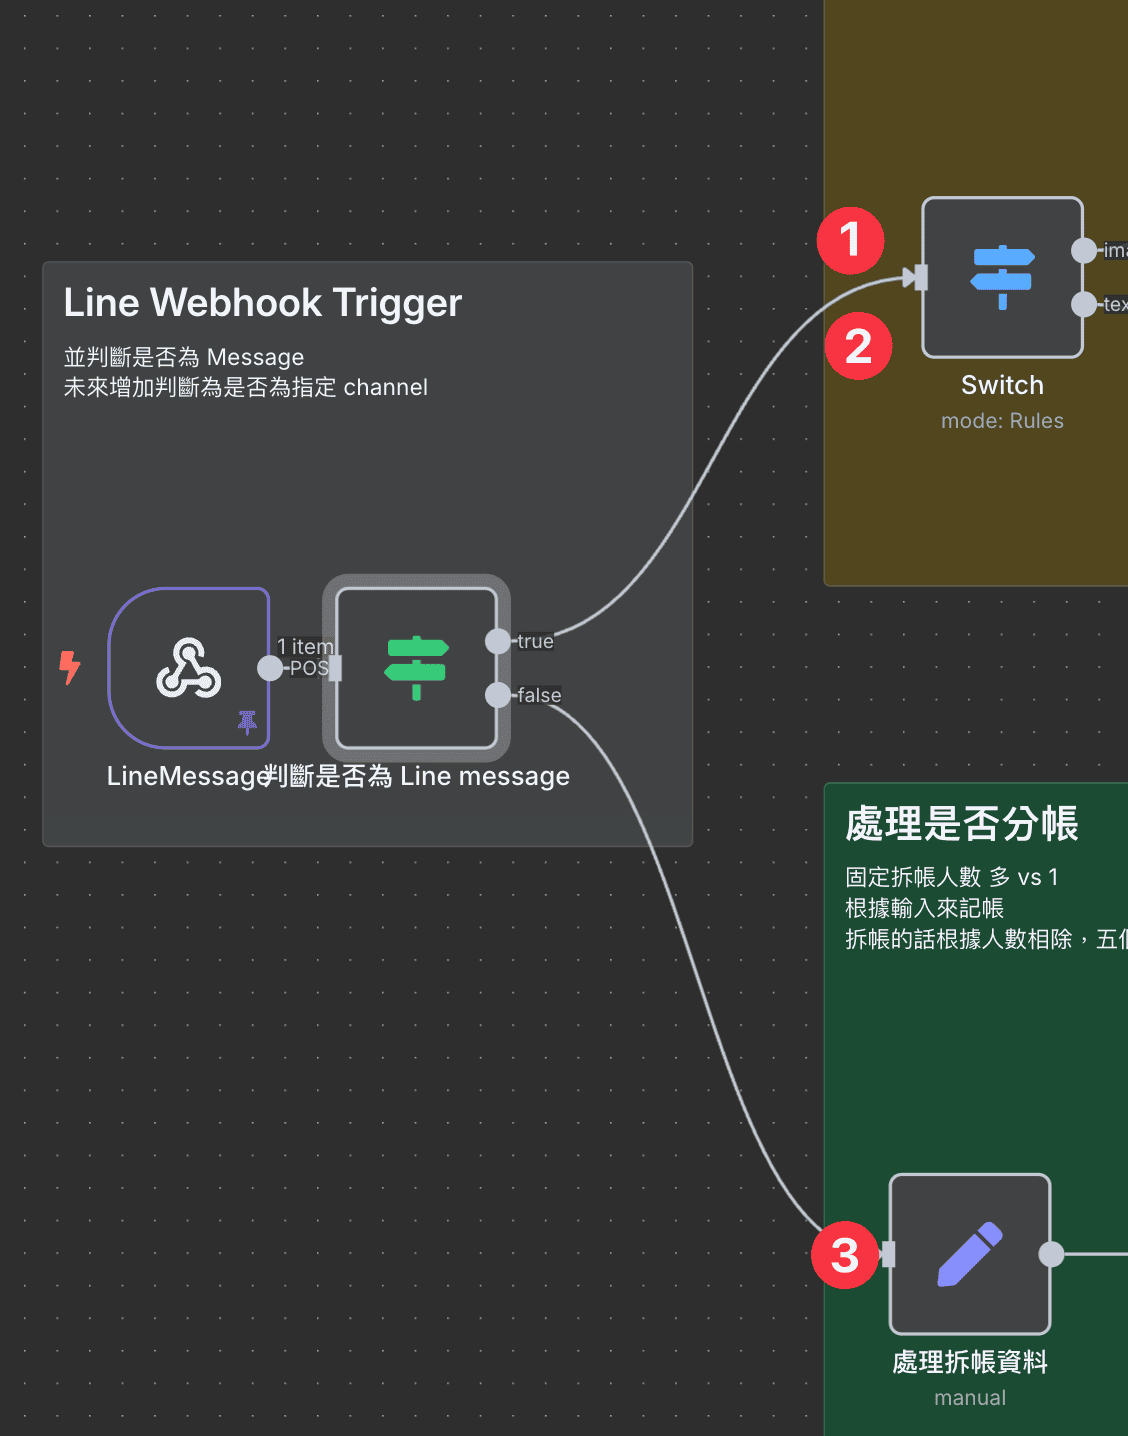 Line Webhook Trigger
並判斷是否為 Message
未來增加判斷為是否為指定 channel
1
2
Switch
mode: Rules
1 item
POS
true
false
LineMessage
判斷是否為 Line message
處理是否分帳
固定拆帳人數 多 vs 1
根據輸入來記帳
拆帳的話根據人數相除，五
3
處理拆帳資料
manual